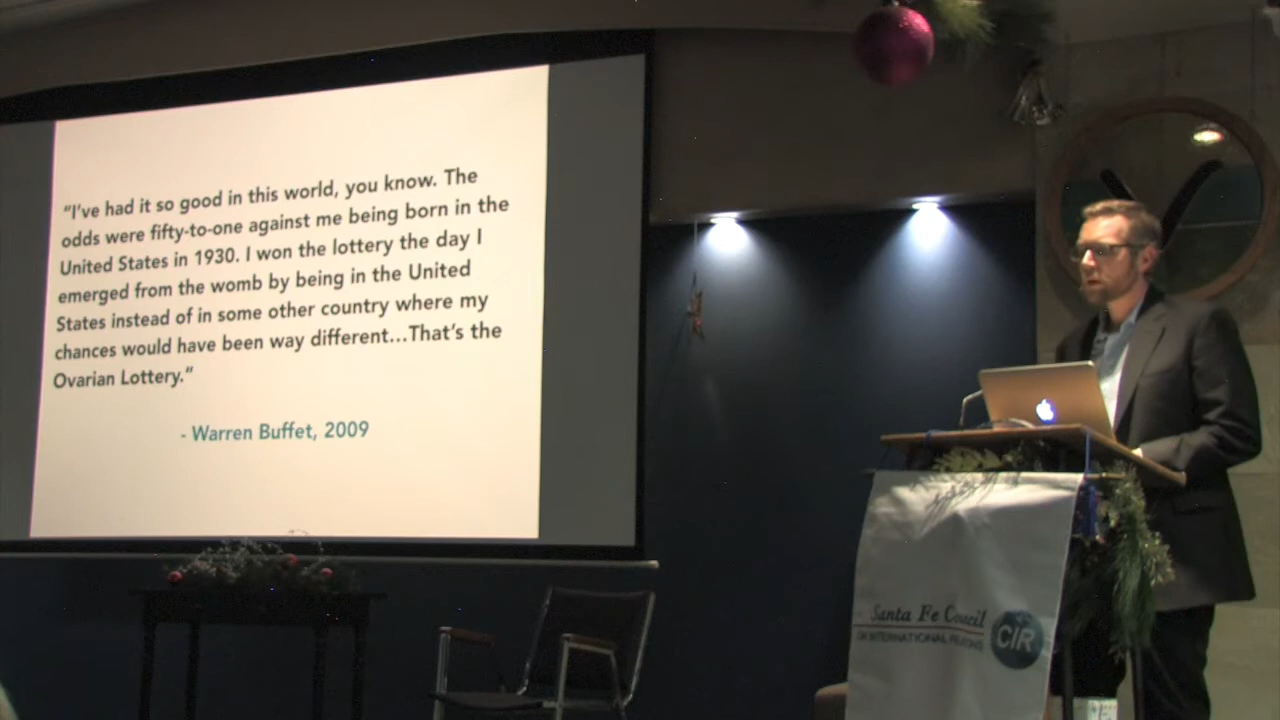 “I’ve had it so good in this world, you know. The
odds were fifty-to-one against me being born in the
United States in 1930. I won the lottery the day I
emerged from the womb by being in the United
States instead of in some other country where my
chances would have been way different…That’s the
Ovarian Lottery.”
- Warren Buffet, 2009
Santa Fe Council
INTERNATIONAL
CIR